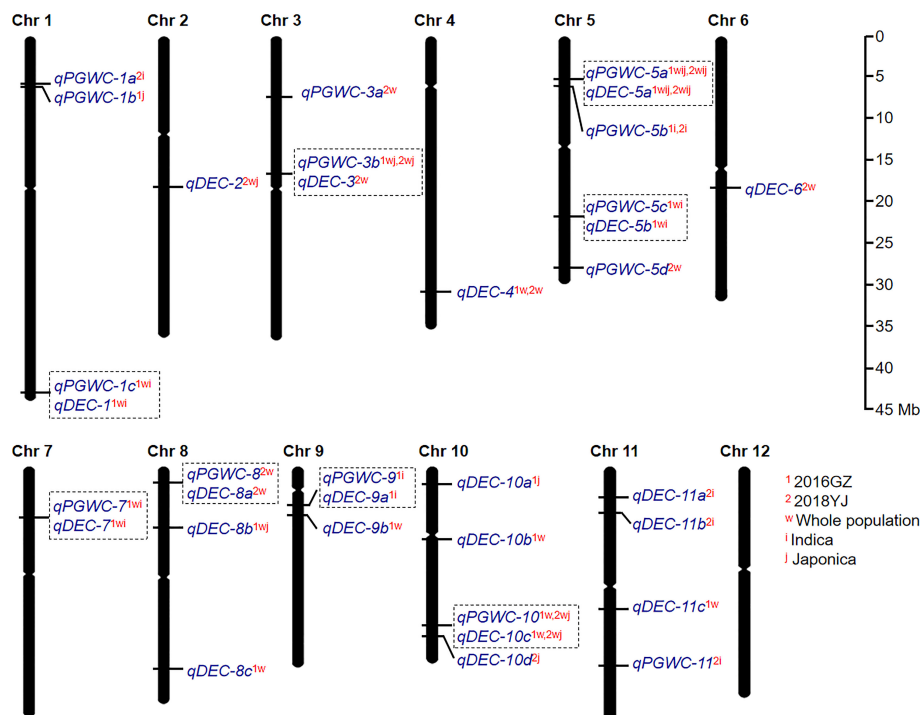 Chr 1 Chr 2 Chr 3 Chr 4 Chr 5 Chr 6
qPGWC-1a2i
qPGWC-1b1j
qPGWC-1c1wi
qDEC-11wi
qDEC-22wj
qPGWC-3a2w
qPGWC-3b1wj,2wj
qDEC-32w
qDEC-41w,2w
qPGWC-5a1wij,2wij
qDEC-5a1wij,2wij
qPGWC-5b1i,2i
qPGWC-5c1wi
qDEC-5b1wi
qPGWC-5d2w
qDEC-62w
0
5
10
15
20
25
30
35
40
45 Mb
Chr 7 Chr 8 Chr 9 Chr 10 Chr 11 Chr 12
qPGWC-71wi
qDEC-71wi
qPGWC-82w
qDEC-8a2w
qDEC-8b1wj
qDEC-8c1w
qPGWC-91i
qDEC-9a1i
qDEC-9b1w
qDEC-10a1j
qDEC-10b1w
qPGWC-101w,2wj
qDEC-10c1w,2wj
qDEC-10d2j
qDEC-11a2i
qDEC-11b2i
qDEC-11c1w
qPGWC-112i
1 2016GZ
2 2018YJ
w Whole population
i Indica
j Japonica